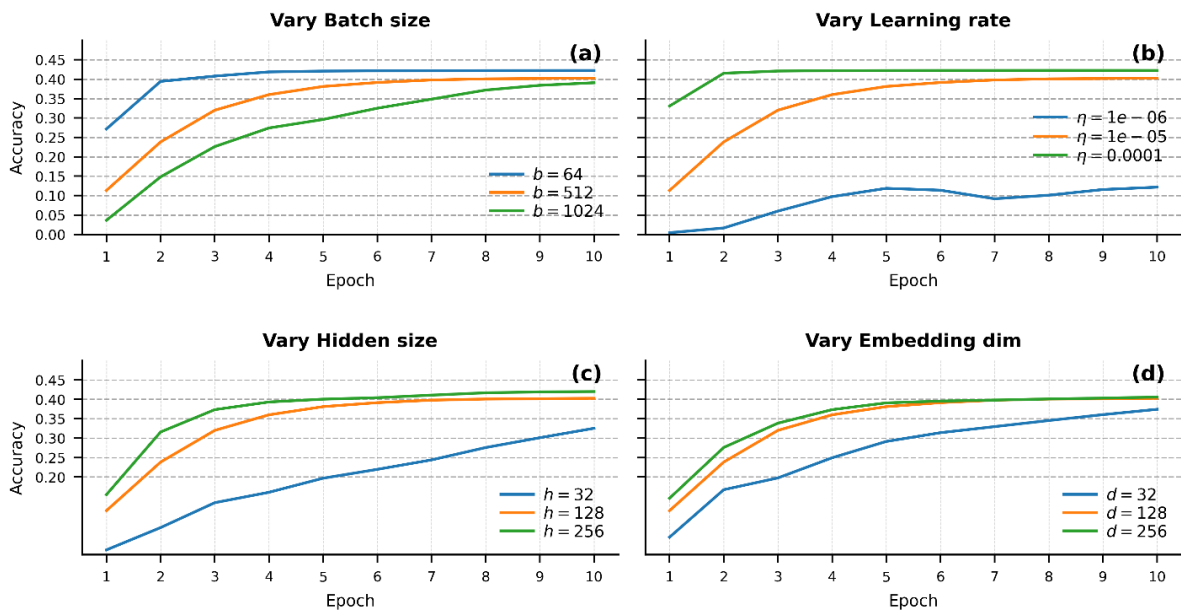 Vary Batch size
(a)
0.45
0.40
0.35
0.30
0.25
0.20
0.15
0.10
0.05
0.00
Accuracy
b = 64
b = 512
b = 1024
1 2 3 4 5 6 7 8 9 10
Epoch
Vary Learning rate
(b)
η = 1e − 06
η = 1e − 05
η = 0.0001
1 2 3 4 5 6 7 8 9 10
Epoch
Vary Hidden size
(c)
0.45
0.40
0.35
0.30
0.25
0.20
Accuracy
h = 32
h = 128
h = 256
1 2 3 4 5 6 7 8 9 10
Epoch
Vary Embedding dim
(d)
d = 32
d = 128
d = 256
1 2 3 4 5 6 7 8 9 10
Epoch